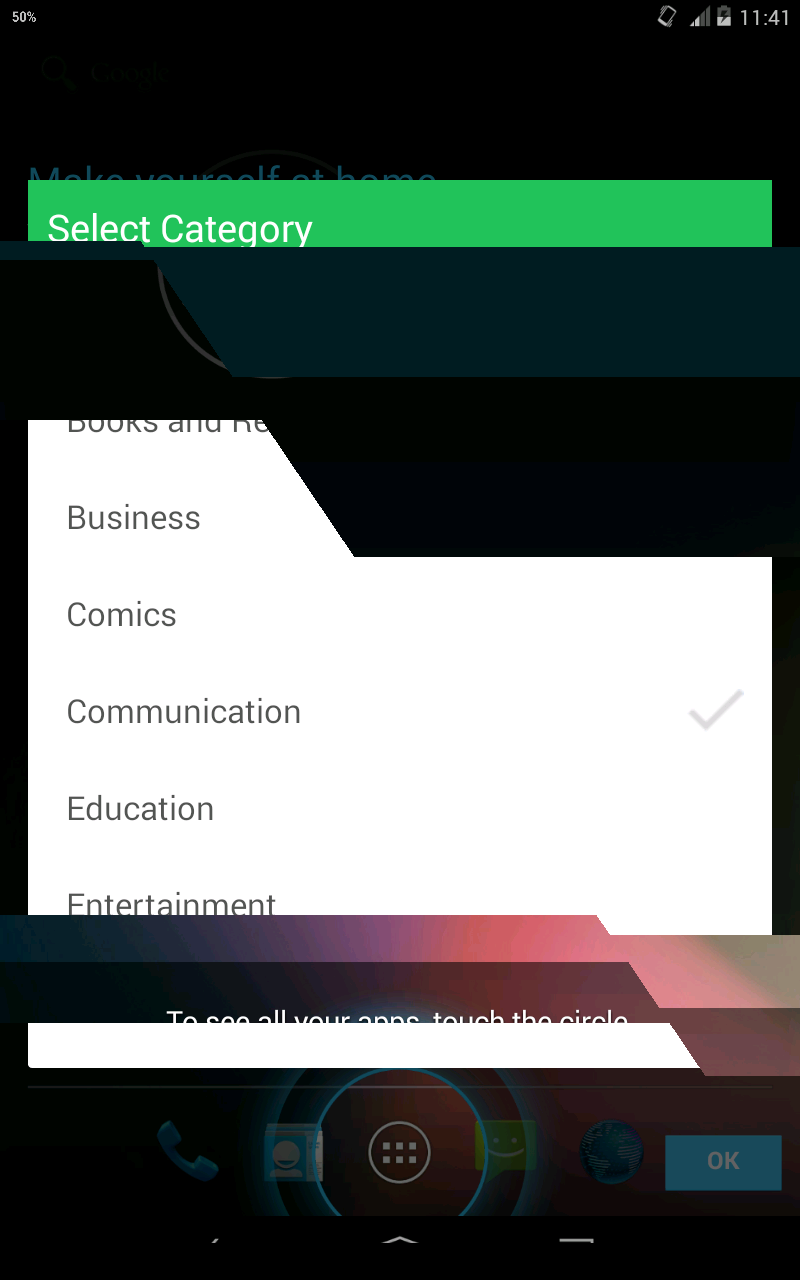 50%
11:41
Google
Make yourself at home
Select Category
Books and Re
Business
Comics
Communication
Education
Entertainment
To see all your apps, touch the circle
OK